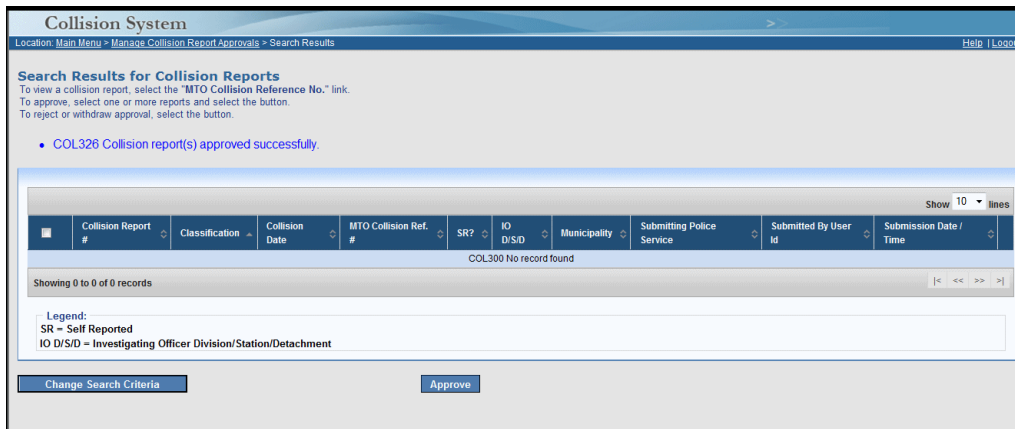 Collision System
>>
Location: Main Menu > Manage Collision Report Approvals > Search Results
Help | Logou
Search Results for Collision Reports
To view a collision report, select the "MTO Collision Reference No." link.
To approve, select one or more reports and select the button.
To reject or withdraw approval, select the button.
• COL326 Collision report(s) approved successfully.
Show 10 lines
Collision Report # Classification Collision Date MTO Collision Ref. # SR? IO D/S/D Municipality Submitting Police Service Submitted By User Id Submission Date / Time
COL300 No record found
Showing 0 to 0 of 0 records
|< << >> >|
Legend:
SR = Self Reported
IO D/S/D = Investigating Officer Division/Station/Detachment
Change Search Criteria
Approve